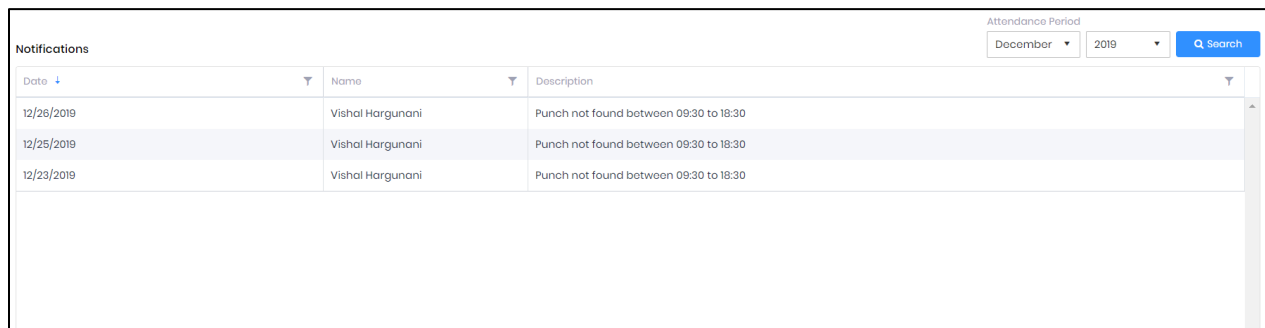 Attendance Period
Notifications
December 2019 Search
Date Name Description
12/26/2019 Vishal Hargunani Punch not found between 09:30 to 18:30
12/25/2019 Vishal Hargunani Punch not found between 09:30 to 18:30
12/23/2019 Vishal Hargunani Punch not found between 09:30 to 18:30